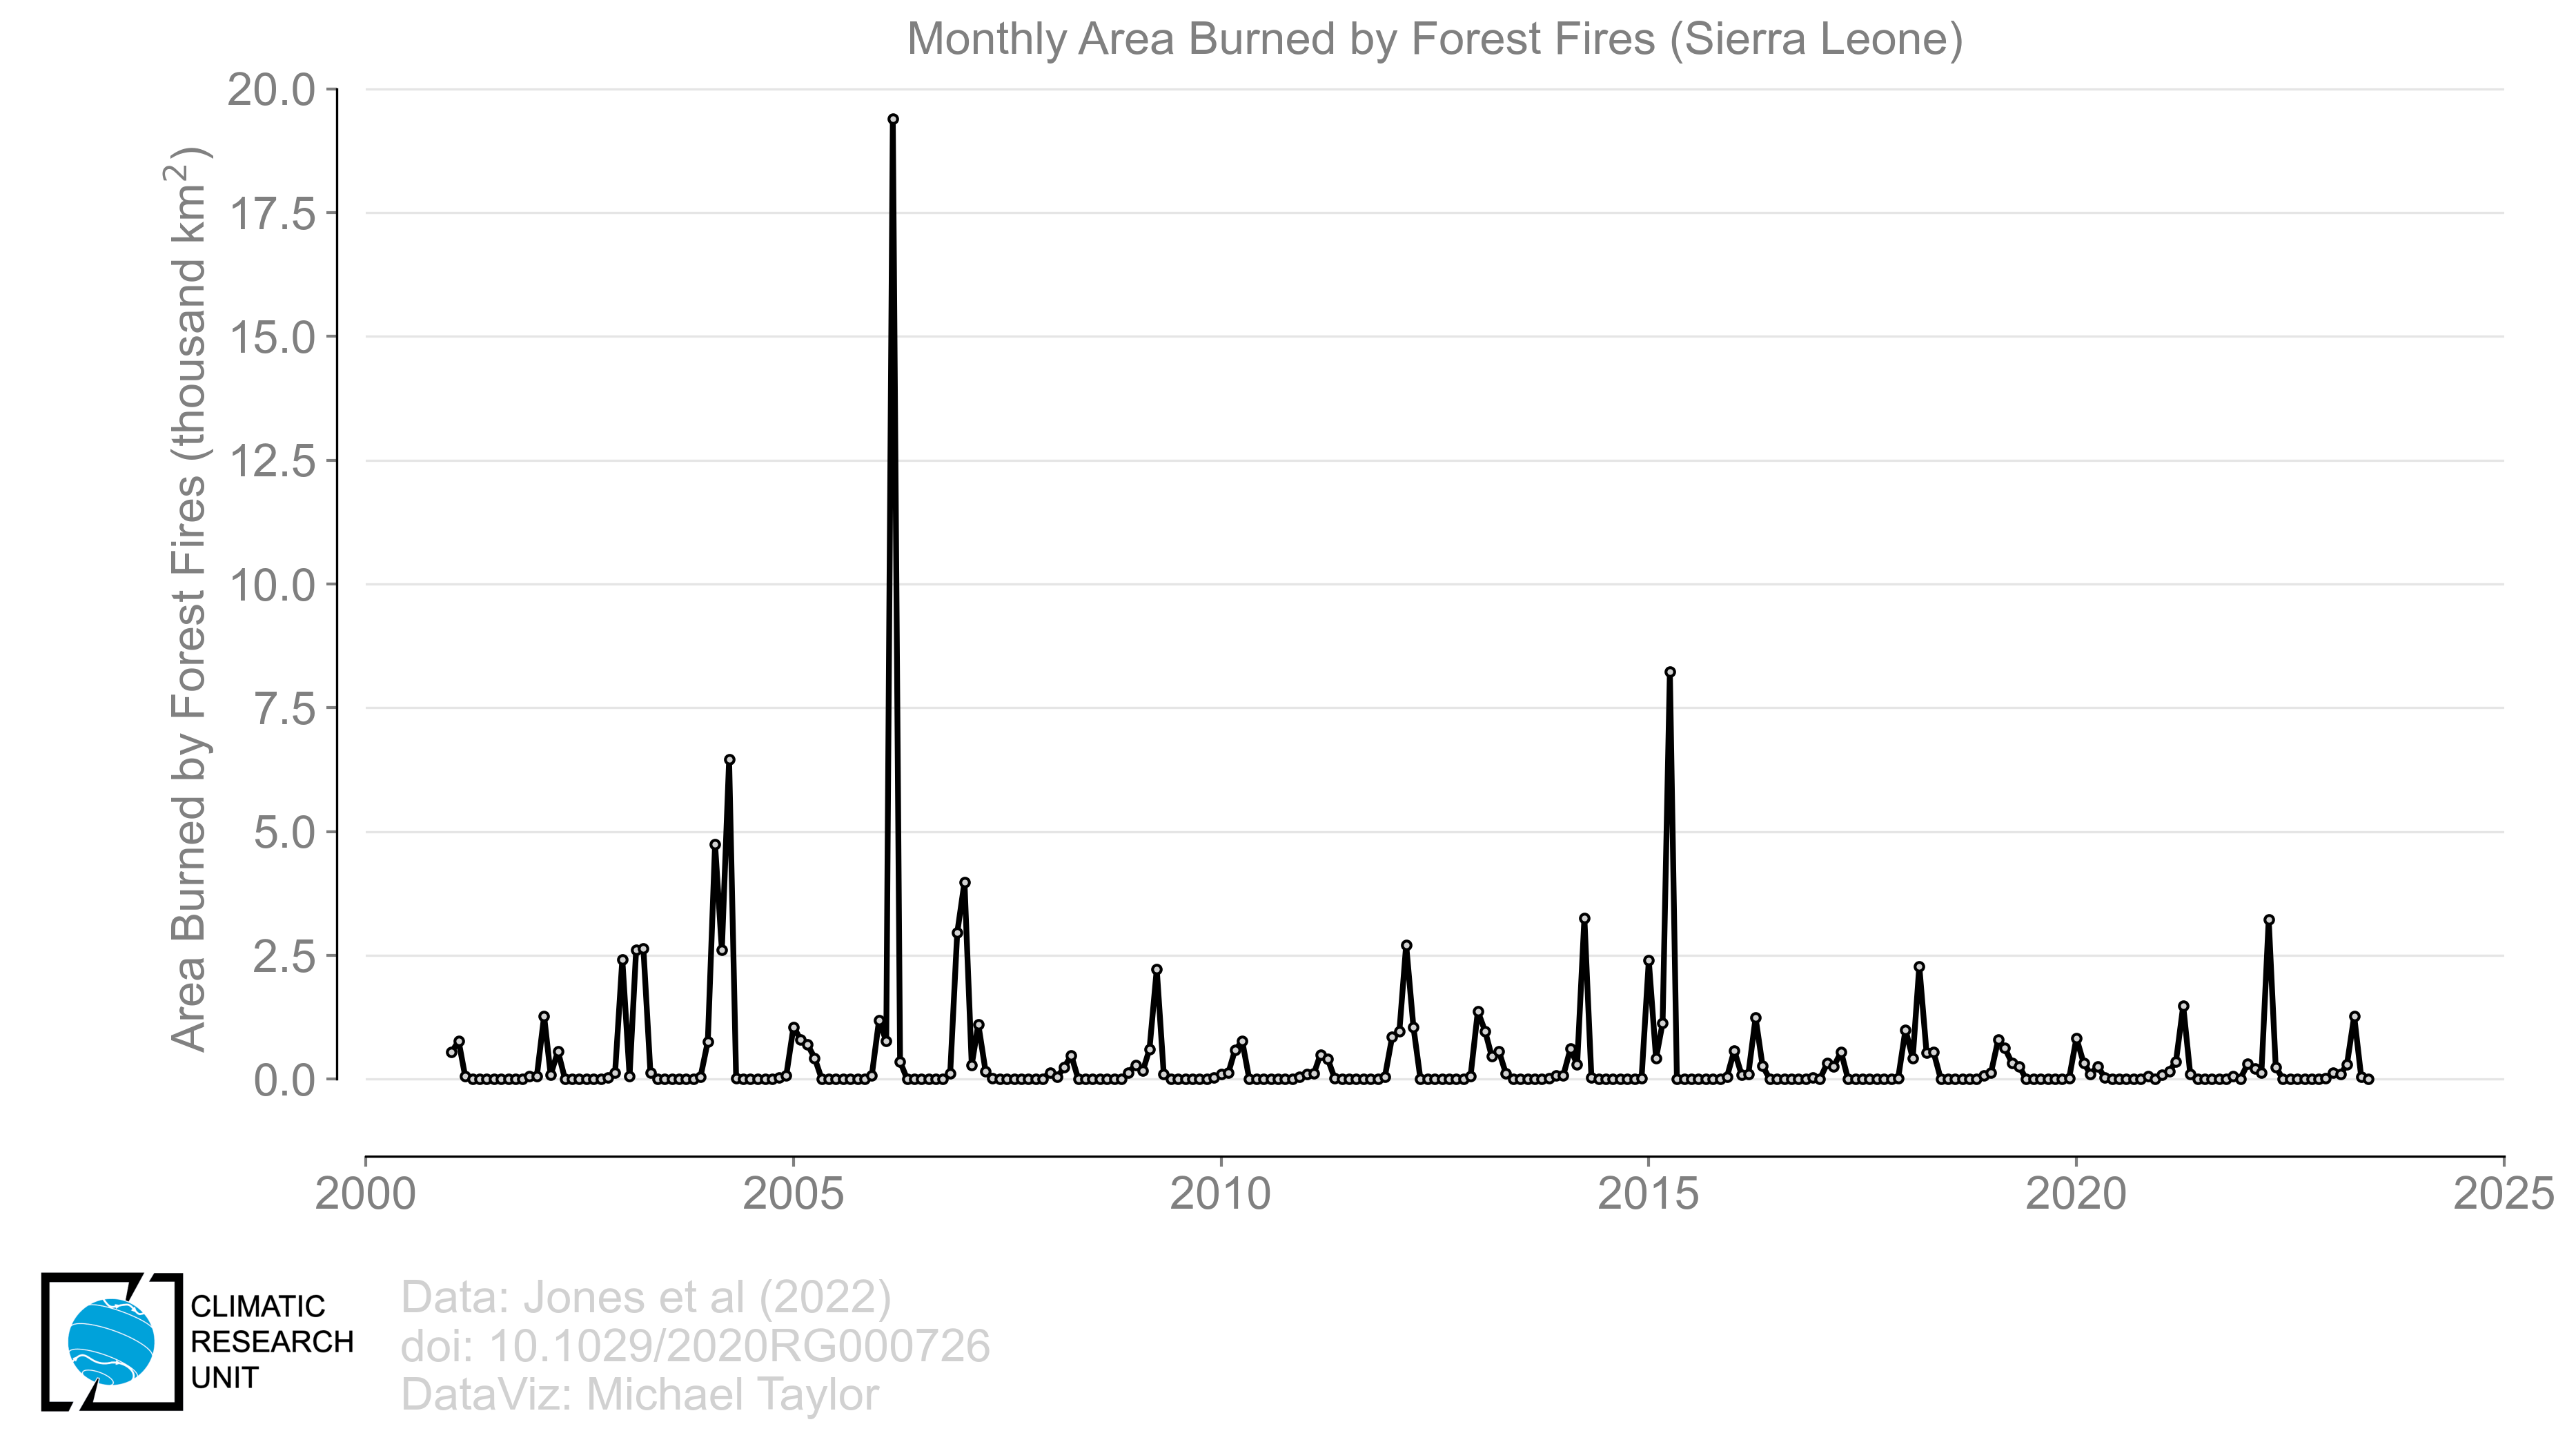 Monthly Area Burned by Forest Fires (Sierra Leone)
Area Burned by Forest Fires (thousand km²)
20.0
17.5
15.0
12.5
10.0
7.5
5.0
2.5
0.0
2000
2005
2010
2015
2020
2025
CLIMATIC
RESEARCH
UNIT
Data: Jones et al (2022)
doi: 10.1029/2020RG000726
DataViz: Michael Taylor